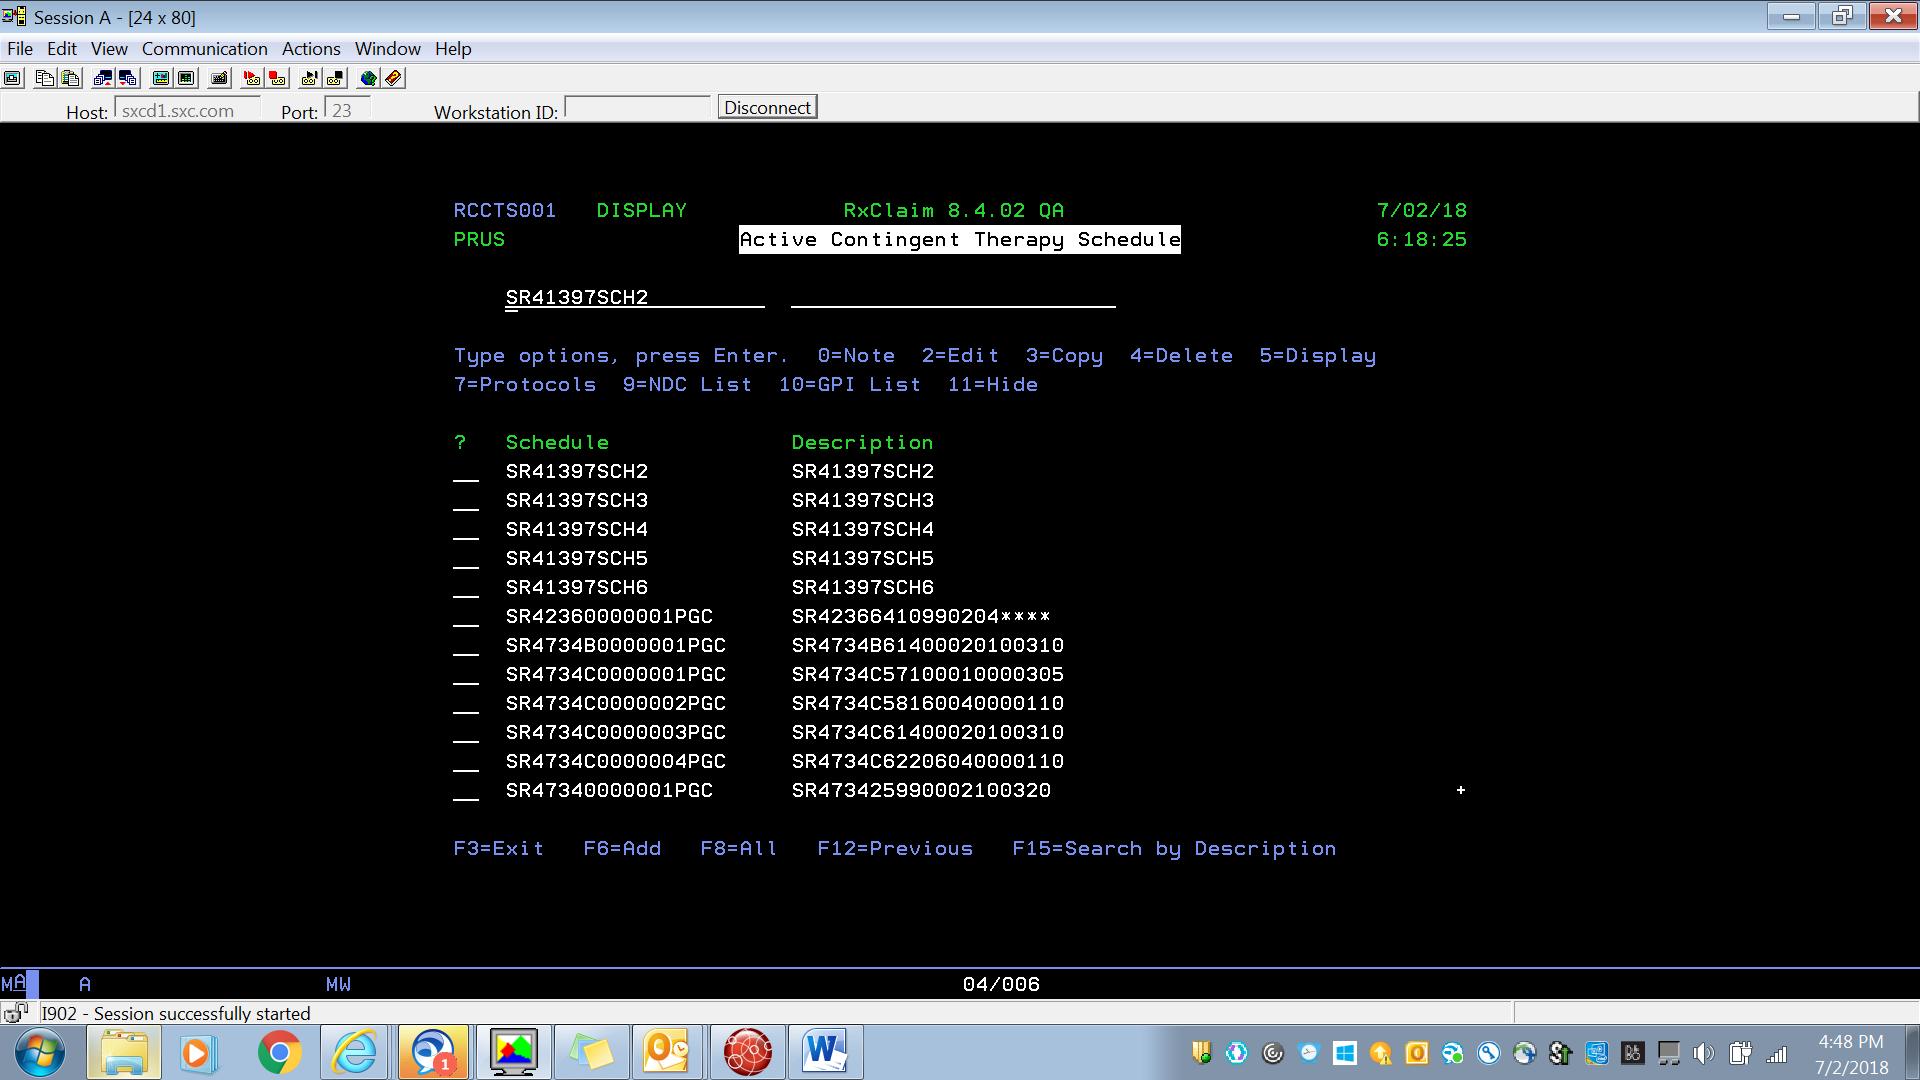 Session A - [24 x 80]
File Edit View Communication Actions Window Help
Host: sxcd1.sxc.com Port: 23 Workstation ID: Disconnect
RCCTS001 DISPLAY RxClaim 8.4.02 QA 7/02/18
PRUS Active Contingent Therapy Schedule 6:18:25
SR41397SCH2
Type options, press Enter. 0=Note 2=Edit 3=Copy 4=Delete 5=Display
7=Protocols 9=NDC List 10=GPI List 11=Hide
? Schedule Description
SR41397SCH2 SR41397SCH2
SR41397SCH3 SR41397SCH3
SR41397SCH4 SR41397SCH4
SR41397SCH5 SR41397SCH5
SR41397SCH6 SR41397SCH6
SR42360000001PGC SR42366410990204****
SR4734B0000001PGC SR4734B61400020100310
SR4734C0000001PGC SR4734C57100010000305
SR4734C0000002PGC SR4734C58160040000110
SR4734C0000003PGC SR4734C61400020100310
SR4734C0000004PGC SR4734C62206040000110
SR47340000001PGC SR473425990002100320 +
F3=Exit F6=Add F8=All F12=Previous F15=Search by Description
MA A MW 04/006
I902 - Session successfully started
1
4:48 PM
7/2/2018